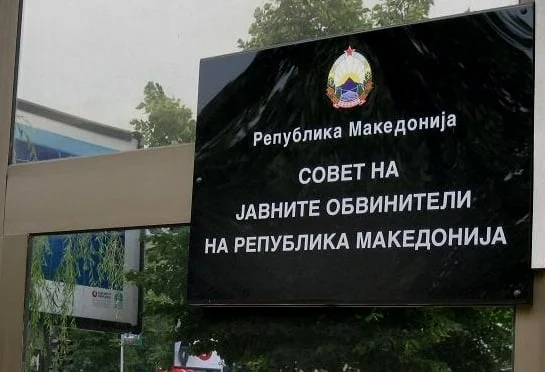 Република Македонија
СОВЕТ НА
ЈАВНИТЕ ОБВИНИТЕЛИ
НА РЕПУБЛИКА МАКЕДОНИЈА